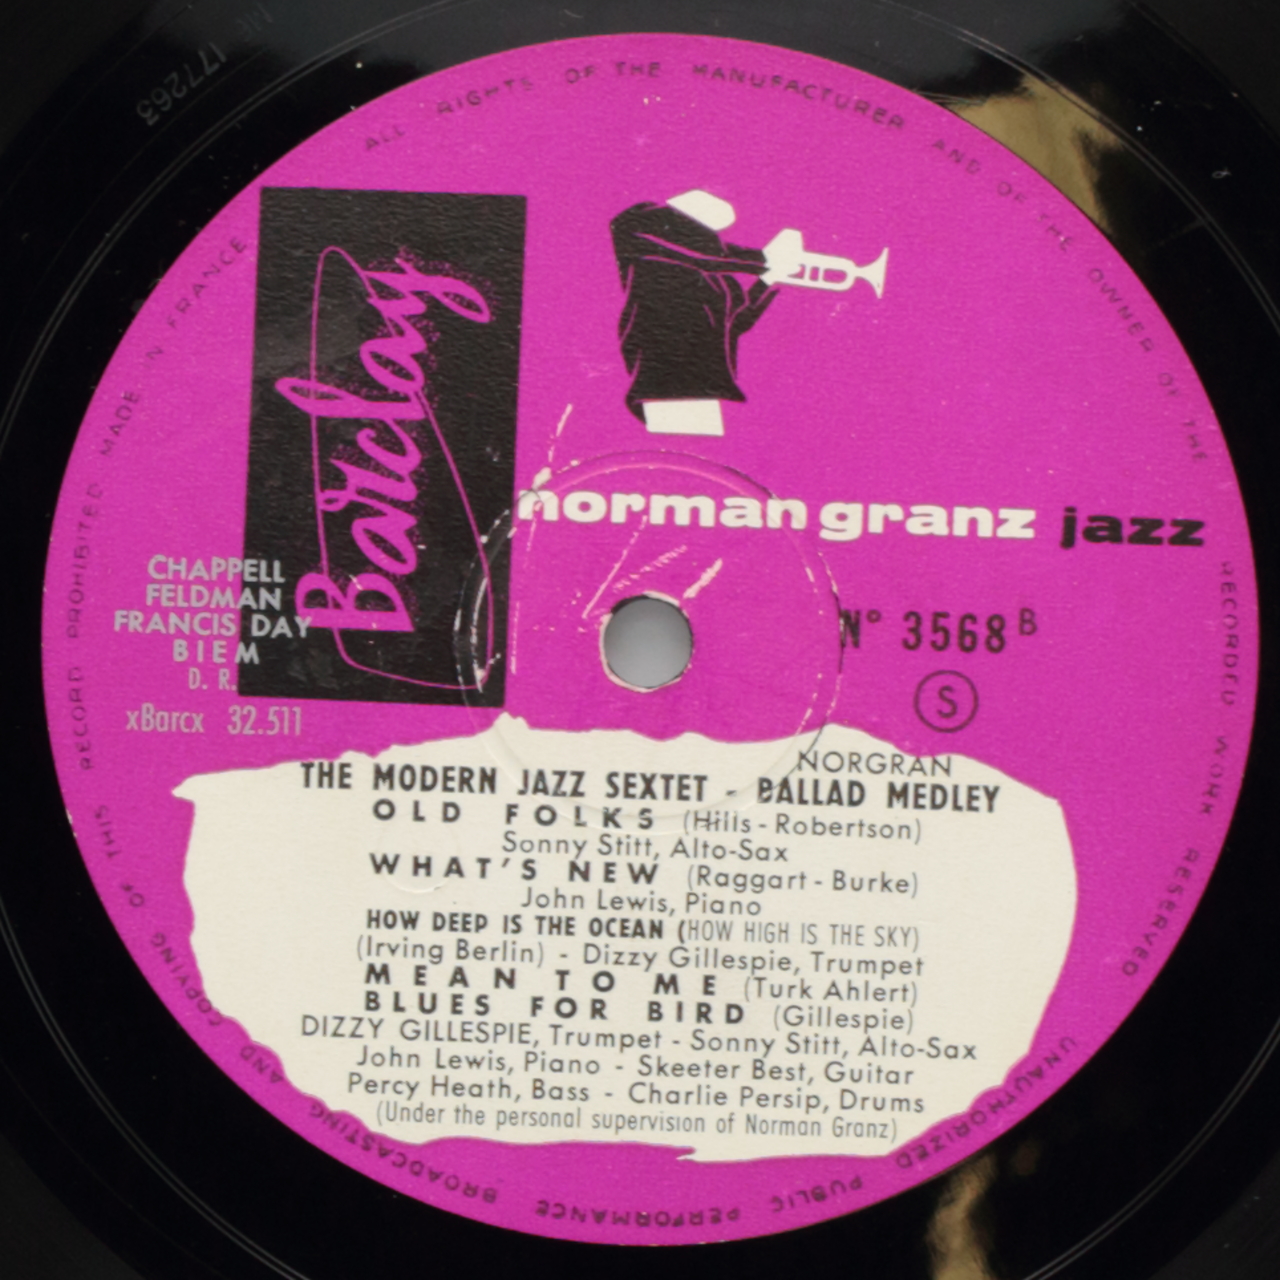 ALL RIGHTS OF THE MANUFACTURER AND OF THE OWNER OF THE RECORDED WORK RESERVED
UNAUTHORIZED PUBLIC PERFORMANCE BROADCASTING AND COPYING OF THIS RECORD PROHIBITED MADE IN FRANCE
177263
Barclay
norman granz jazz
CHAPPELL
FELDMAN
FRANCIS DAY
BIEM
D. R.
xBarcx 32.511
N° 3568 B
S
NORGRAN
THE MODERN JAZZ SEXTET - BALLAD MEDLEY
OLD FOLKS (Hills - Robertson)
Sonny Stitt, Alto-Sax
WHAT'S NEW (Raggart - Burke)
John Lewis, Piano
HOW DEEP IS THE OCEAN (HOW HIGH IS THE SKY)
(Irving Berlin) - Dizzy Gillespie, Trumpet
MEAN TO ME (Turk Ahlert)
BLUES FOR BIRD (Gillespie)
DIZZY GILLESPIE, Trumpet - Sonny Stitt, Alto-Sax
John Lewis, Piano - Skeeter Best, Guitar
Percy Heath, Bass - Charlie Persip, Drums
(Under the personal supervision of Norman Granz)